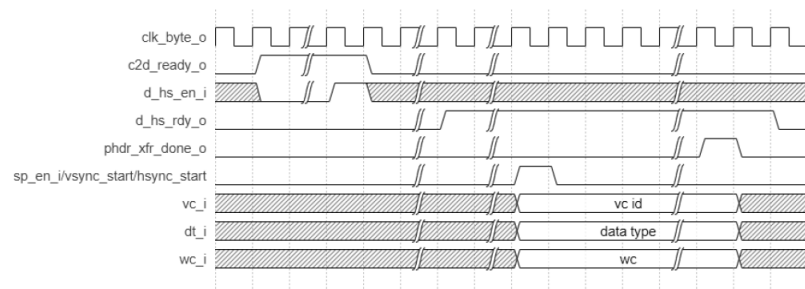 clk_byte_o
c2d_ready_o
d_hs_en_i
d_hs_rdy_o
phdr_xfr_done_o
sp_en_i/vsync_start/hsync_start
vc_i vc id
dt_i data type
wc_i wc